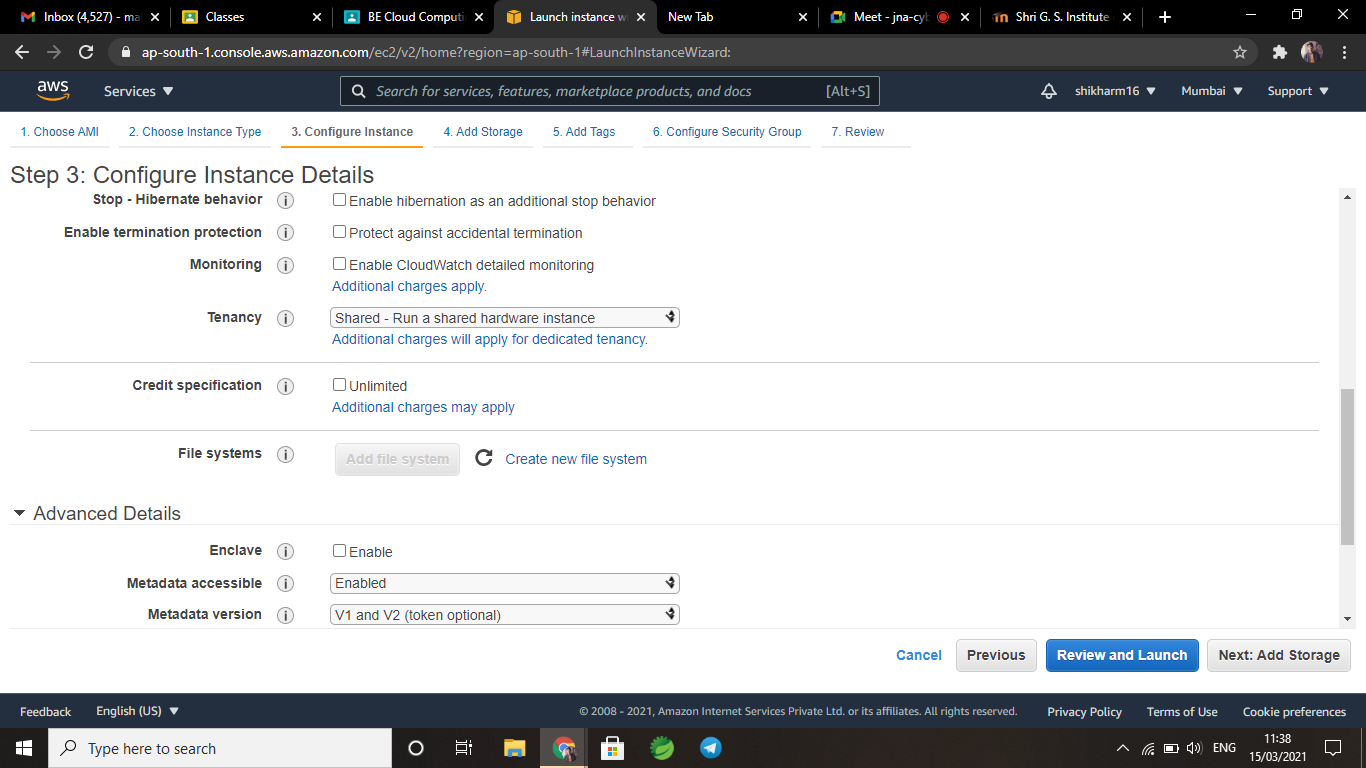 Inbox (4,527) - ma
Classes
BE Cloud Computi
Launch instance w
New Tab
Meet - jna-cyb
Shri G. S. Institute
ap-south-1.console.aws.amazon.com/ec2/v2/home?region=ap-south-1#LaunchInstanceWizard:
aws
Services
Search for services, features, marketplace products, and docs
[Alt+S]
shikharm16
Mumbai
Support
1. Choose AMI
2. Choose Instance Type
3. Configure Instance
4. Add Storage
5. Add Tags
6. Configure Security Group
7. Review
Step 3: Configure Instance Details
Stop - Hibernate behavior
Enable hibernation as an additional stop behavior
Enable termination protection
Protect against accidental termination
Monitoring
Enable CloudWatch detailed monitoring
Additional charges apply.
Tenancy
Shared - Run a shared hardware instance
Additional charges will apply for dedicated tenancy.
Credit specification
Unlimited
Additional charges may apply
File systems
Add file system
Create new file system
Advanced Details
Enclave
Enable
Metadata accessible
Enabled
Metadata version
V1 and V2 (token optional)
Cancel
Previous
Review and Launch
Next: Add Storage
Feedback
English (US)
© 2008 - 2021, Amazon Internet Services Private Ltd. or its affiliates. All rights reserved.
Privacy Policy
Terms of Use
Cookie preferences
Type here to search
ENG
11:38
15/03/2021